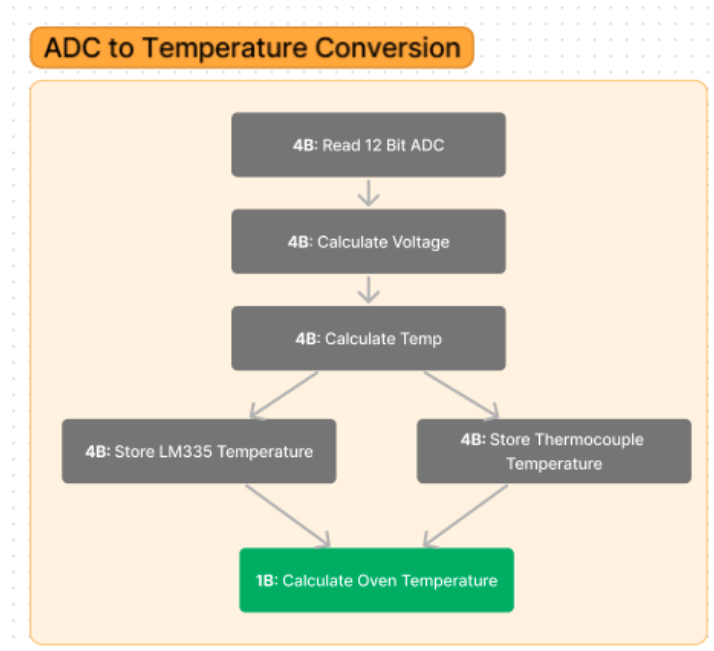 ADC to Temperature Conversion
4B: Read 12 Bit ADC
4B: Calculate Voltage
4B: Calculate Temp
4B: Store LM335 Temperature
4B: Store Thermocouple
Temperature
1B: Calculate Oven Temperature